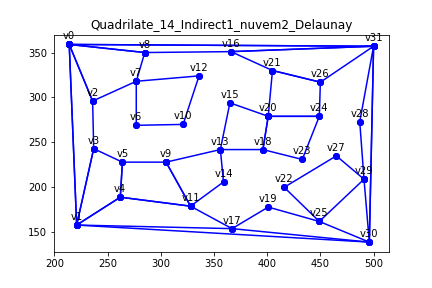 Quadrilate_14_Indirect1_nuvem2_Delaunay
v0
v31
v8
v16
350
v21
v12
v7
v26
300
v2
v15
v20
v24
v28
v6
v10
250
v3
v13
v18
v23
v27
v5
v9
200
v14
v22
v29
v4
v11
v19
v25
v1
v17
150
v30
200
250
300
350
400
450
500